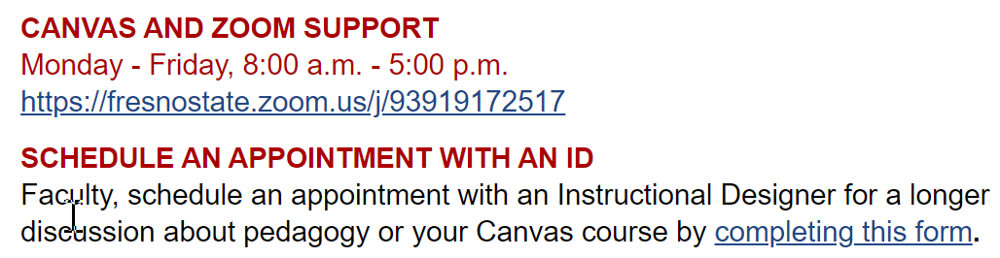 CANVAS AND ZOOM SUPPORT
Monday - Friday, 8:00 a.m. - 5:00 p.m.
https://fresnostate.zoom.us/j/93919172517
SCHEDULE AN APPOINTMENT WITH AN ID
Faculty, schedule an appointment with an Instructional Designer for a longer
discussion about pedagogy or your Canvas course by completing this form.